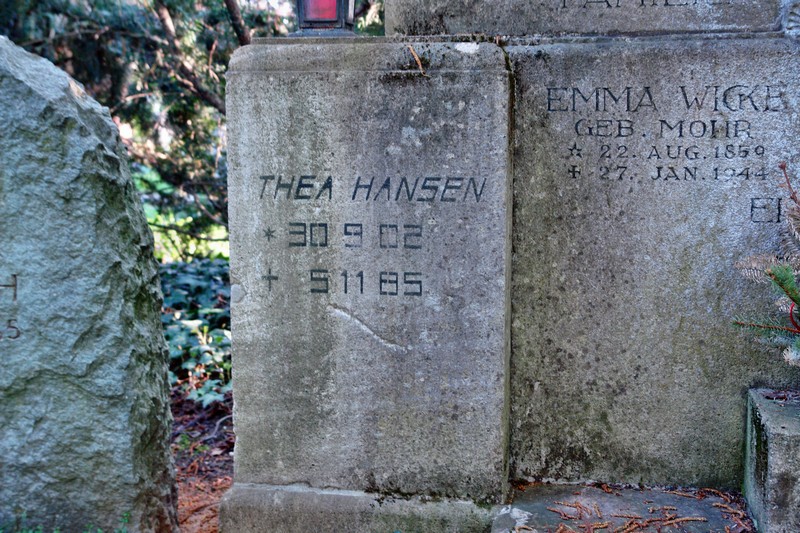 THEA HANSEN
* 30 9 02
+ 5 11 85
EMMA WICKE
GEB. MOHR
* 22. AUG. 1859
+ 27. JAN. 1944